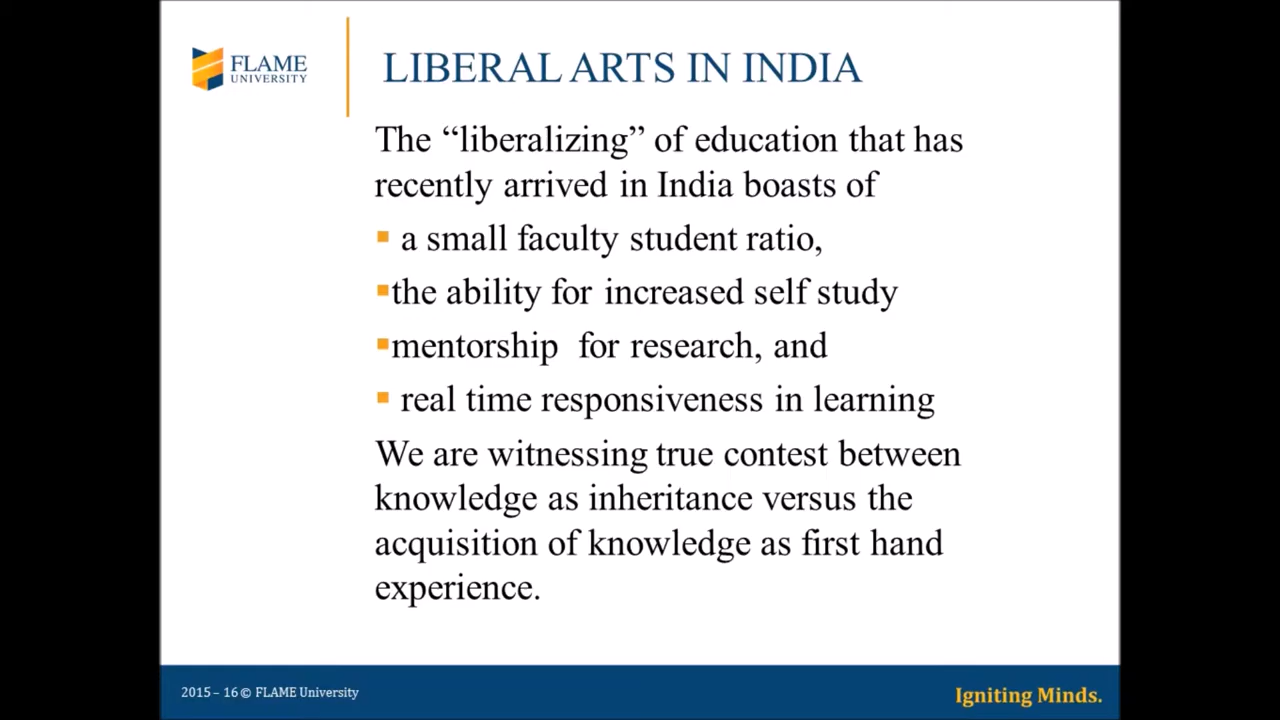 FLAME
UNIVERSITY
LIBERAL ARTS IN INDIA
The “liberalizing” of education that has
recently arrived in India boasts of
▪ a small faculty student ratio,
▪the ability for increased self study
▪mentorship  for research, and
▪ real time responsiveness in learning
We are witnessing true contest between
knowledge as inheritance versus the
acquisition of knowledge as first hand
experience.
2015 – 16 © FLAME University
Igniting Minds.